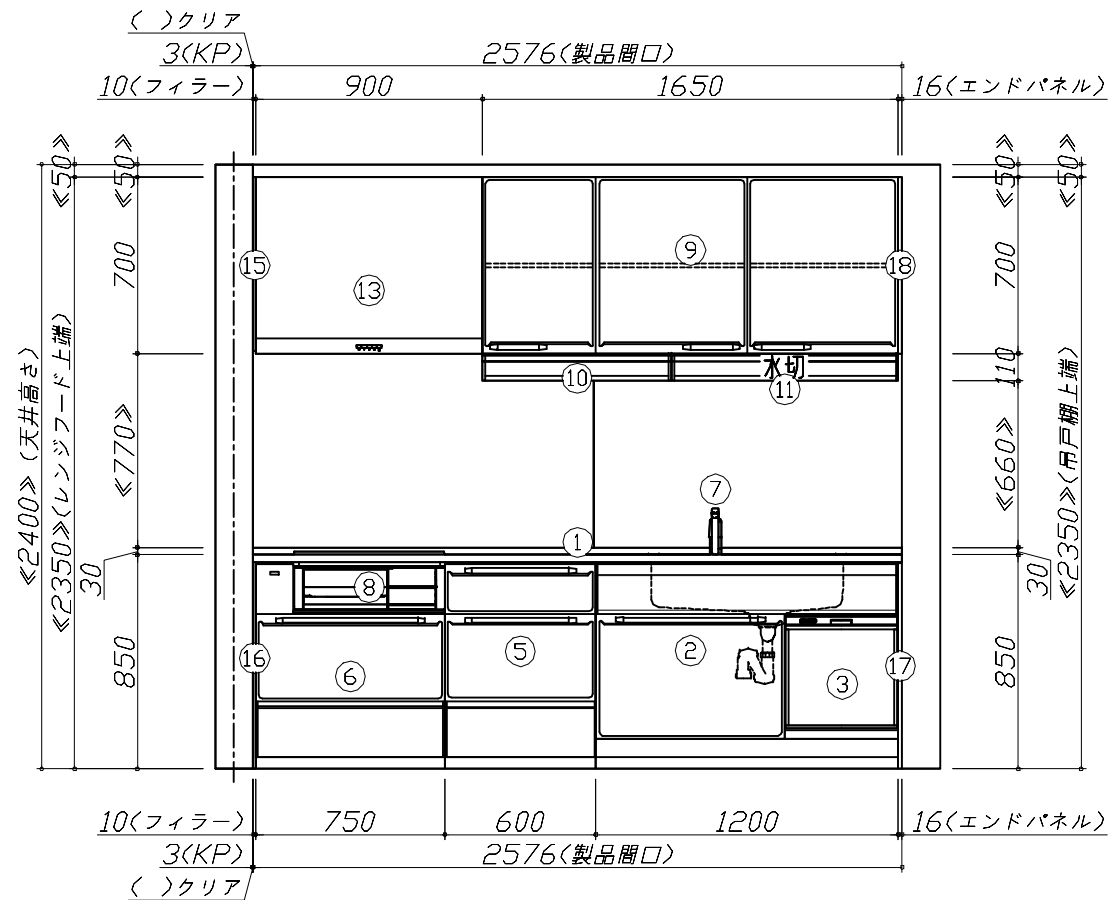 ( )クリア
3(KP)
2576(製品間口)
10(フィラー)
900
1650
16(エンドパネル)
≪50≫
≪50≫
≪50≫
≪50≫
700
700
9
15
18
13
水切
10
11
110
≪2400≫(天井高さ)
≪2350≫(レンジフード上端)
≪770≫
≪660≫
≪2350≫(吊戸棚上端)
7
1
30
30
8
850
16
6
5
2
3
17
850
10(フィラー)
750
600
1200
16(エンドパネル)
3(KP)
2576(製品間口)
( )クリア